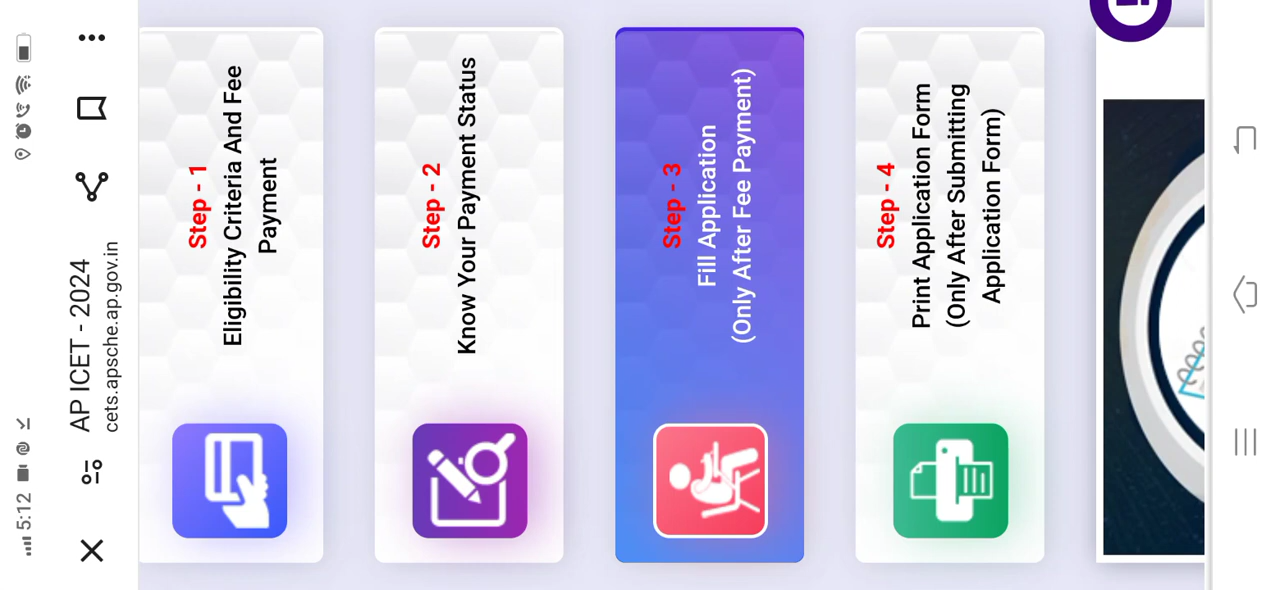 5:12
AP ICET - 2024
cets.apsche.ap.gov.in
Step - 1
Eligibility Criteria And Fee
Payment
Step - 2
Know Your Payment Status
Step - 3
Fill Application
(Only After Fee Payment)
Step - 4
Print Application Form
(Only After Submitting
Application Form)